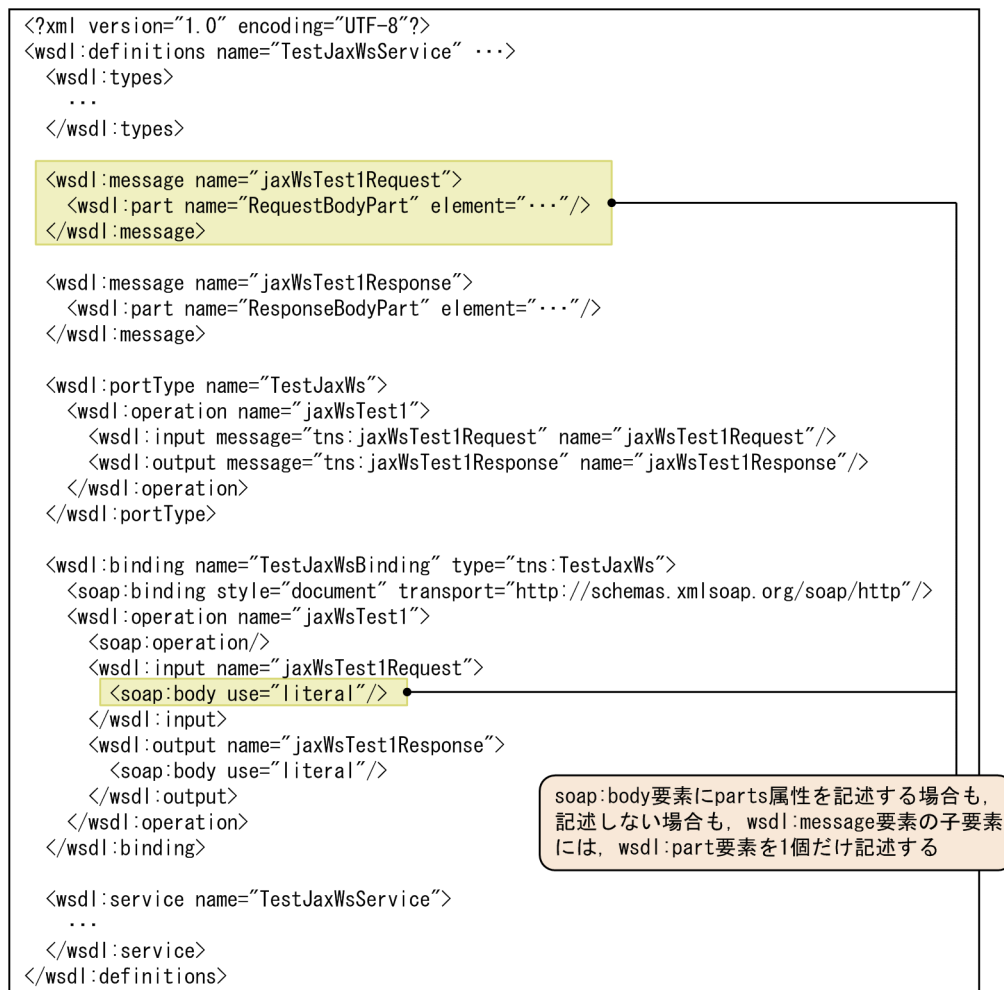 <?xml version="1.0" encoding="UTF-8"?>
<wsdl:definitions name="TestJaxWsService" ･･･>
<wsdl:types>
･･･
</wsdl:types>
<wsdl:message name="jaxWsTest1Request">
<wsdl:part name="RequestBodyPart" element="･･･"/>
</wsdl:message>
<wsdl:message name="jaxWsTest1Response">
<wsdl:part name="ResponseBodyPart" element="･･･"/>
</wsdl:message>
<wsdl:portType name="TestJaxWs">
<wsdl:operation name="jaxWsTest1">
<wsdl:input message="tns:jaxWsTest1Request" name="jaxWsTest1Request"/>
<wsdl:output message="tns:jaxWsTest1Response" name="jaxWsTest1Response"/>
</wsdl:operation>
</wsdl:portType>
<wsdl:binding name="TestJaxWsBinding" type="tns:TestJaxWs">
<soap:binding style="document" transport="http://schemas.xmlsoap.org/soap/http"/>
<wsdl:operation name="jaxWsTest1">
<soap:operation/>
<wsdl:input name="jaxWsTest1Request">
<soap:body use="literal"/>
</wsdl:input>
<wsdl:output name="jaxWsTest1Response">
<soap:body use="literal"/>
</wsdl:output>
</wsdl:operation>
</wsdl:binding>
soap:body要素にparts属性を記述する場合も，
記述しない場合も，wsdl:message要素の子要素
には，wsdl:part要素を1個だけ記述する
<wsdl:service name="TestJaxWsService">
･･･
</wsdl:service>
</wsdl:definitions>